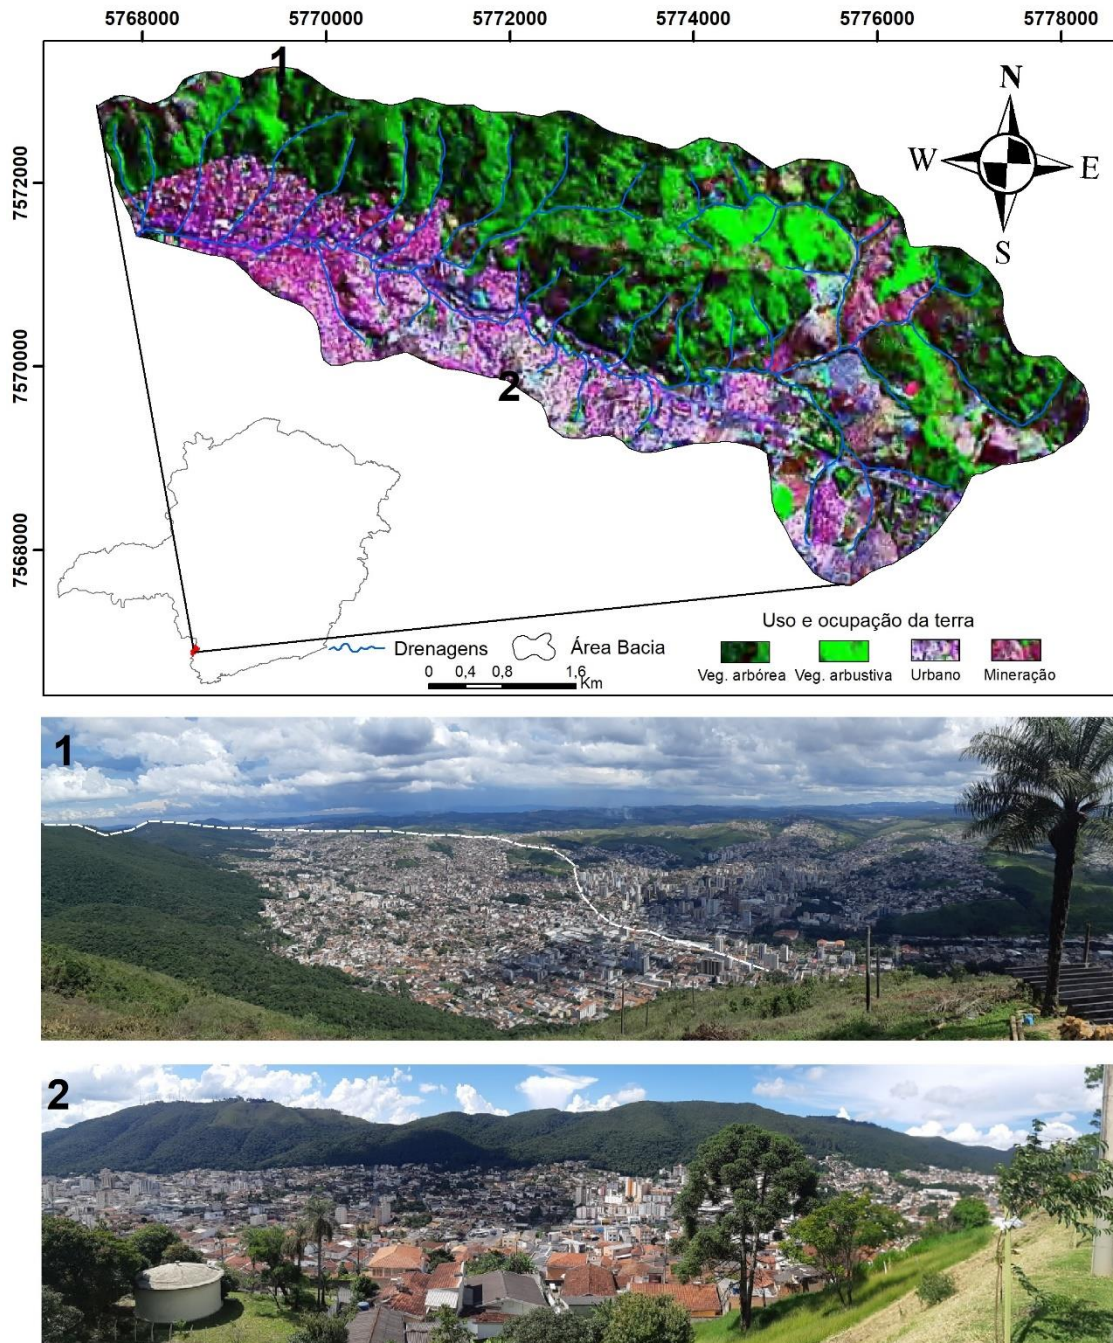 5768000 5770000 5772000 5774000 5776000 5778000
1
N
W E
S
7572000
7570000
2
7568000
Uso e ocupação da terra
Drenagens Área Bacia
0 0,4 0,8 1,6
Km
Veg. arbórea Veg. arbustiva Urbano Mineração
1
2